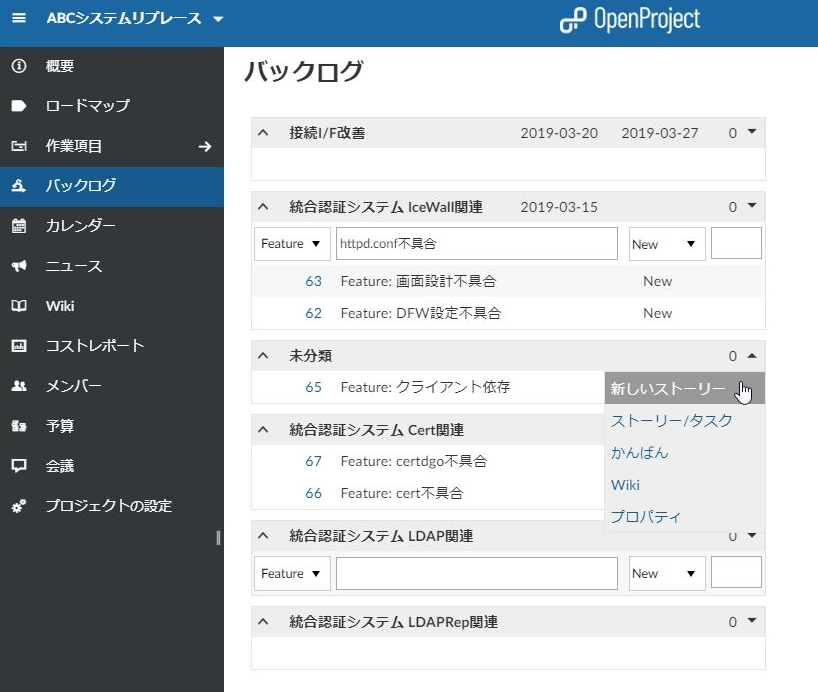 ABCシステムリプレース
OpenProject
概要
ロードマップ
作業項目
バックログ
カレンダー
ニュース
Wiki
コストレポート
メンバー
予算
会議
プロジェクトの設定
バックログ
接続I/F改善 2019-03-20 2019-03-27 0
統合認証システム IceWall関連 2019-03-15 0
Feature httpd.conf不具合 New
63 Feature: 画面設計不具合 New
62 Feature: DFW設定不具合 New
未分類 0
65 Feature: クライアント依存
新しいストーリー
ストーリー/タスク
かんばん
Wiki
プロパティ
統合認証システム Cert関連
67 Feature: certdgo不具合
66 Feature: cert不具合
統合認証システム LDAP関連 0
Feature New
統合認証システム LDAPRep関連 0